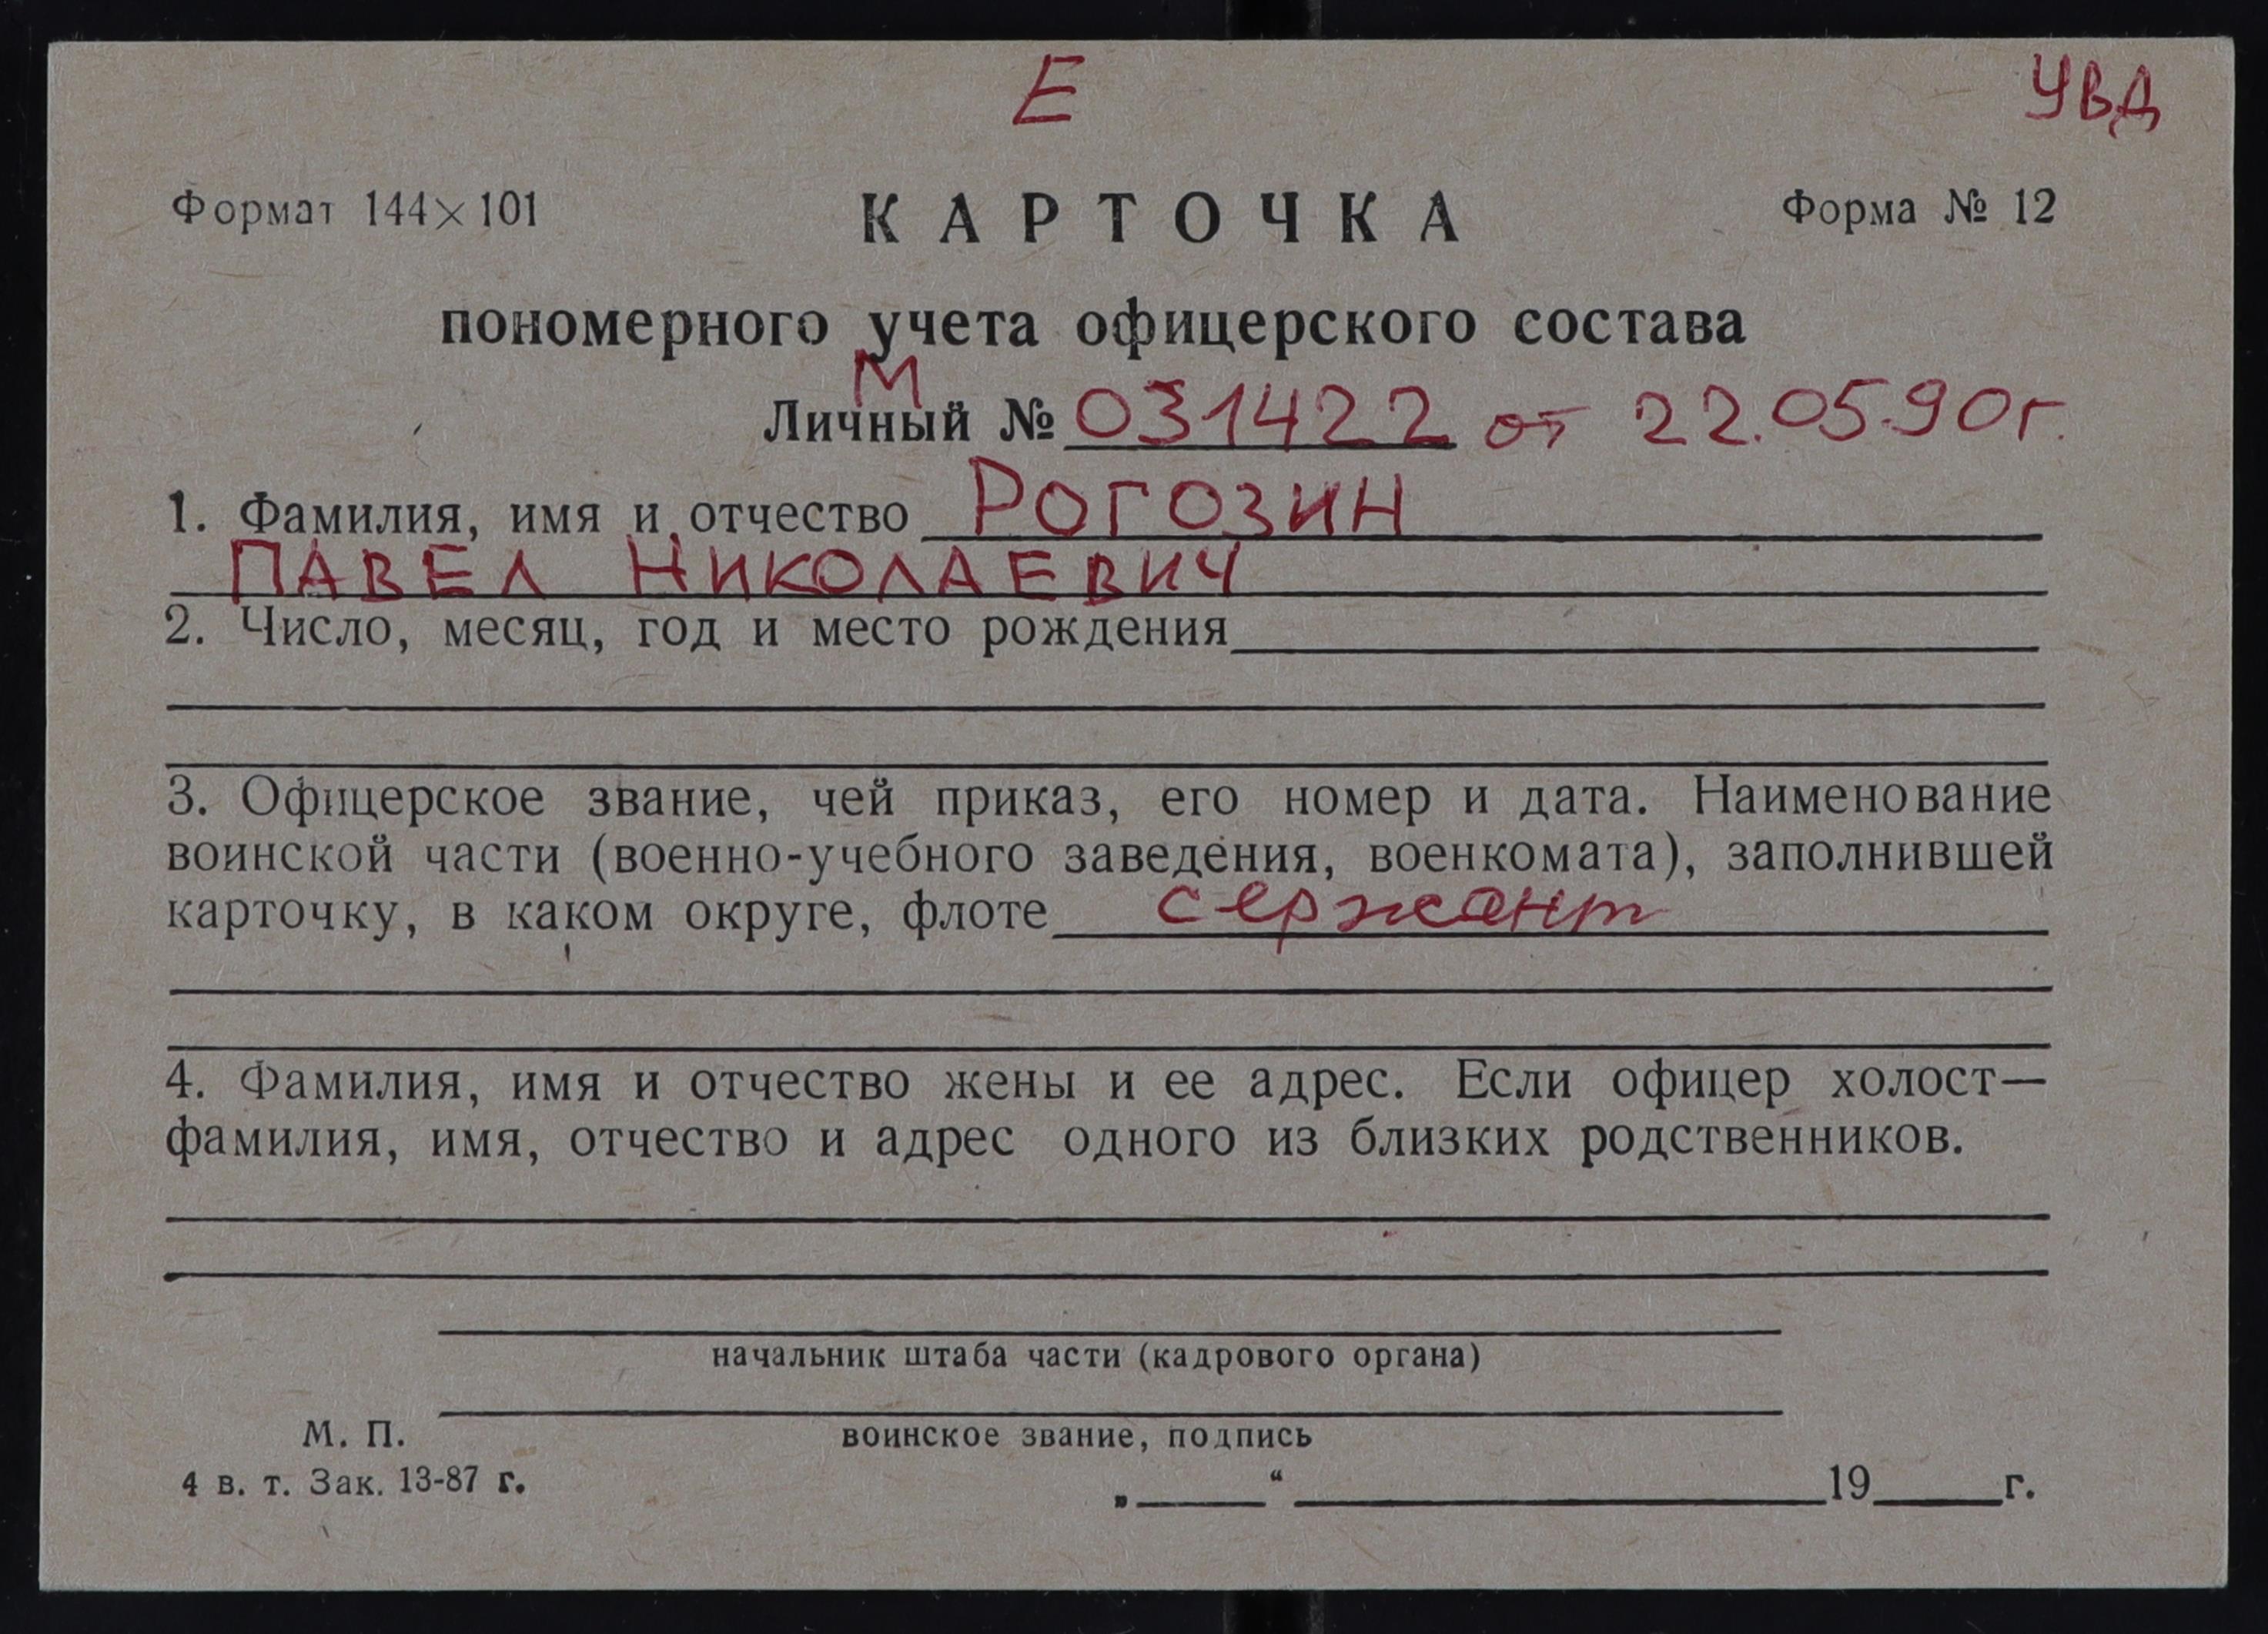 Е УВД
Формат 144×101 КАРТОЧКА Форма № 12
пономерного учета офицерского состава
М
Личный № 031422 от 22.05.90г.
1. Фамилия, имя и отчество РОГОЗИН
ПАВЕЛ НИКОЛАЕВИЧ
2. Число, месяц, год и место рождения
3. Офицерское звание, чей приказ, его номер и дата. Наименование
воинской части (военно-учебного заведения, военкомата), заполнившей
карточку, в каком округе, флоте сержант
4. Фамилия, имя и отчество жены и ее адрес. Если офицер холост—
фамилия, имя, отчество и адрес одного из близких родственников.
начальник штаба части (кадрового органа)
М. П. воинское звание, подпись
4 в. т. Зак. 13-87 г. „____“ ____________19____г.